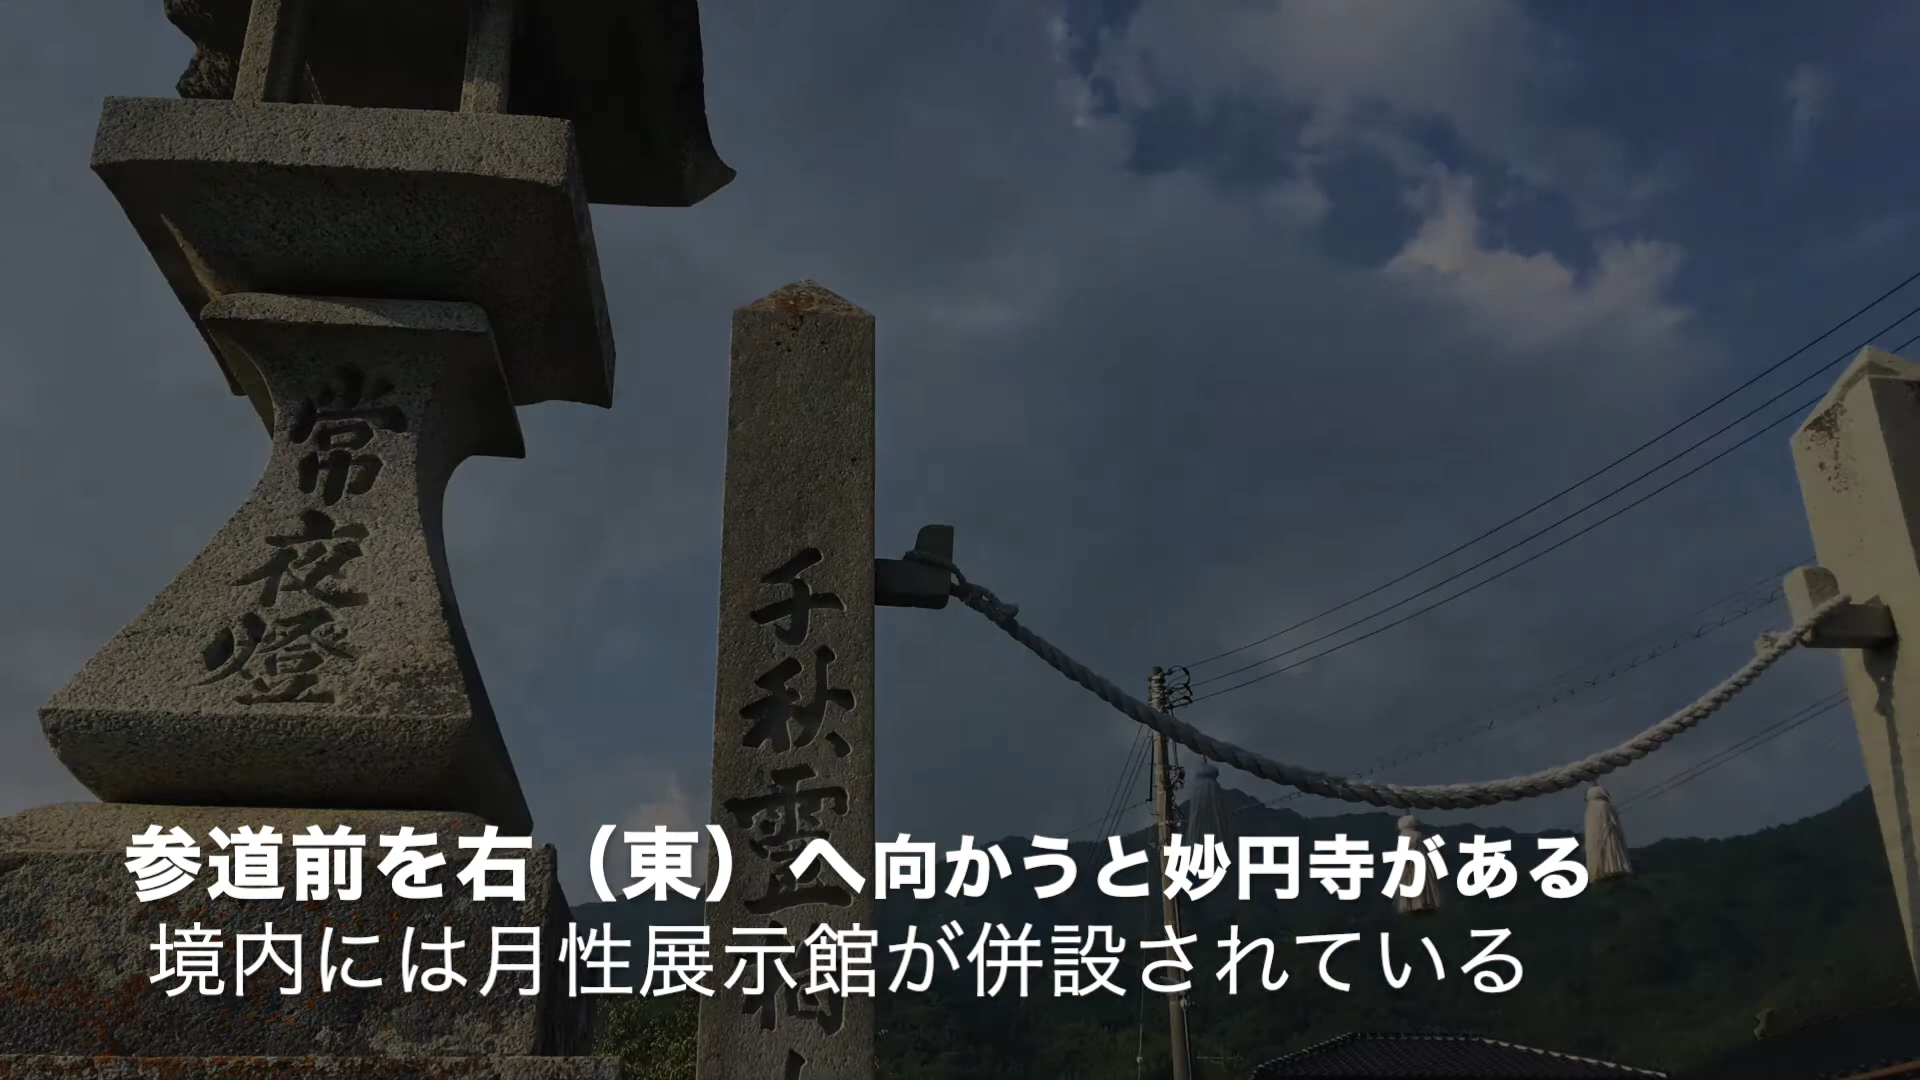 常夜燈
千秋霊
参道前を右（東）へ向かうと妙円寺がある
境内には月性展示館が併設されている